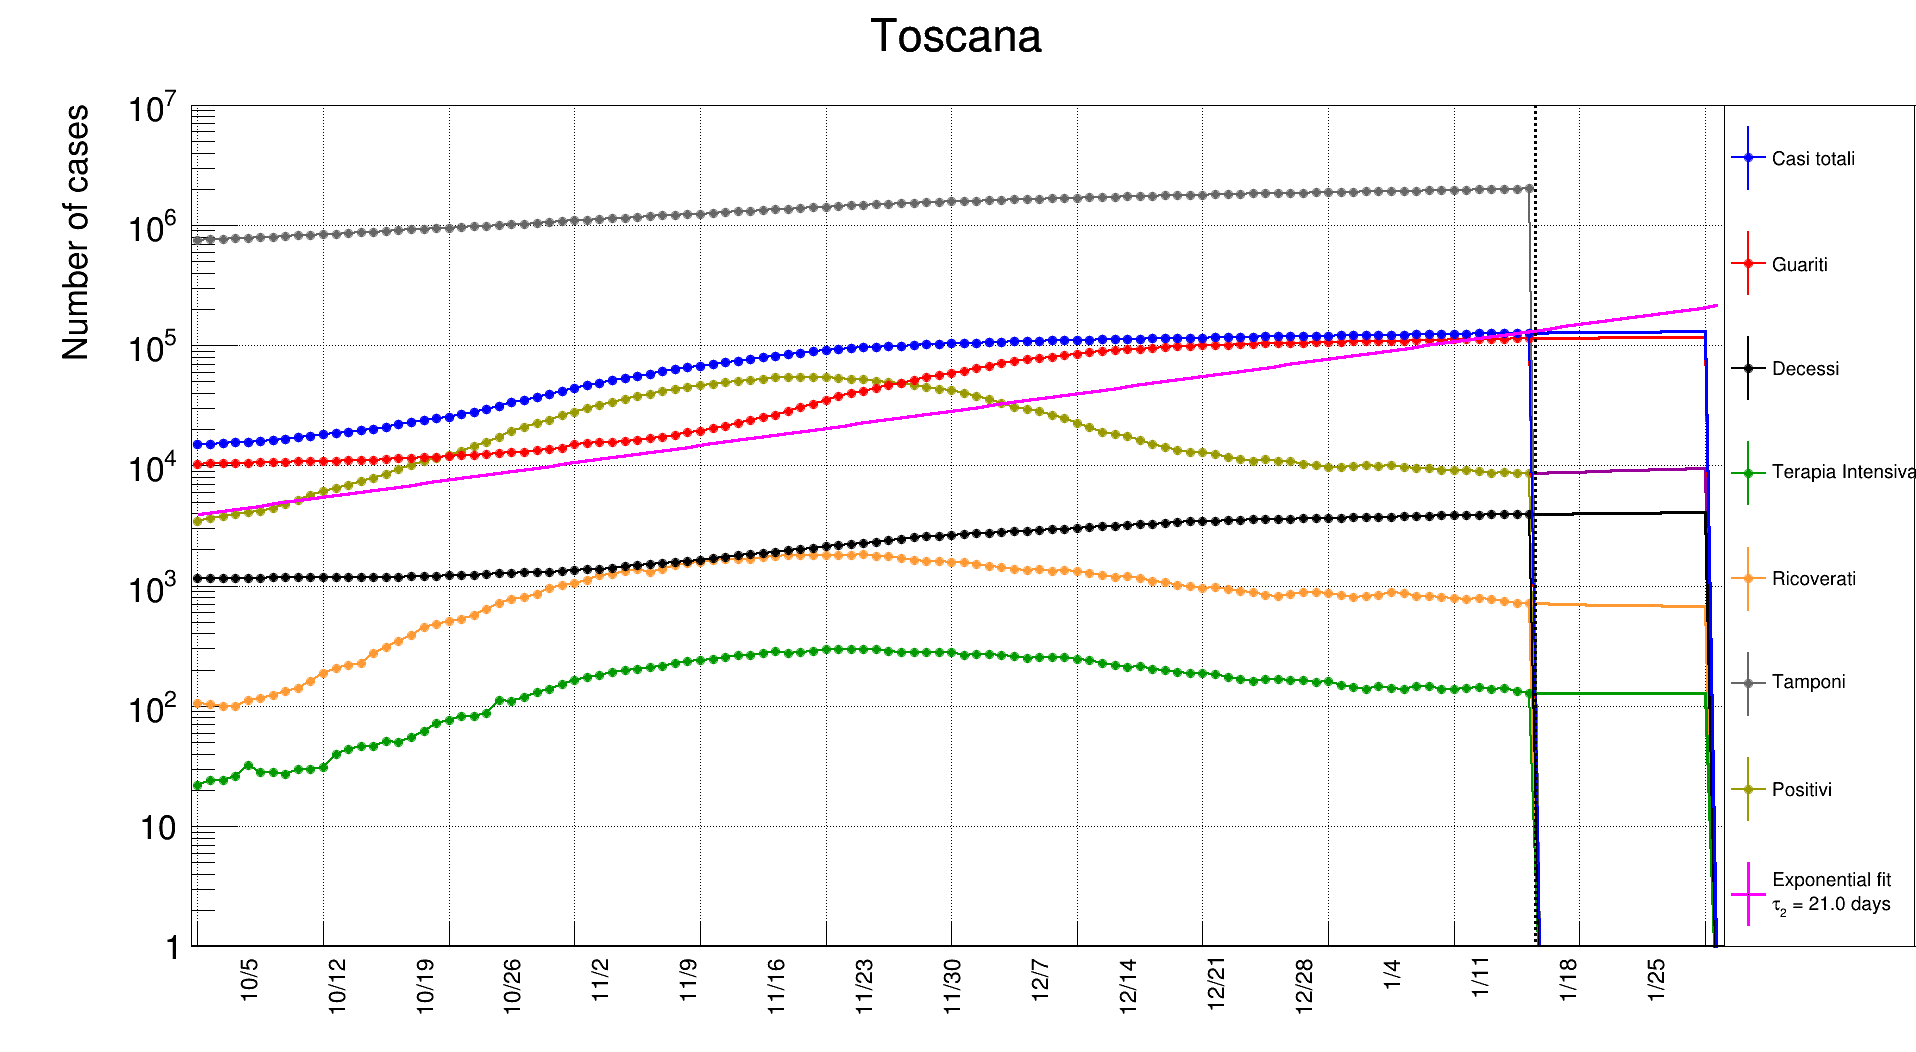 Toscana
Number of cases
10^7
10^6
10^5
10^4
10^3
10^2
10
1
10/5
10/12
10/19
10/26
11/2
11/9
11/16
11/23
11/30
12/7
12/14
12/21
12/28
1/4
1/11
1/18
1/25
Casi totali
Guariti
Decessi
Terapia Intensiva
Ricoverati
Tamponi
Positivi
Exponential fit
τ_2 = 21.0 days